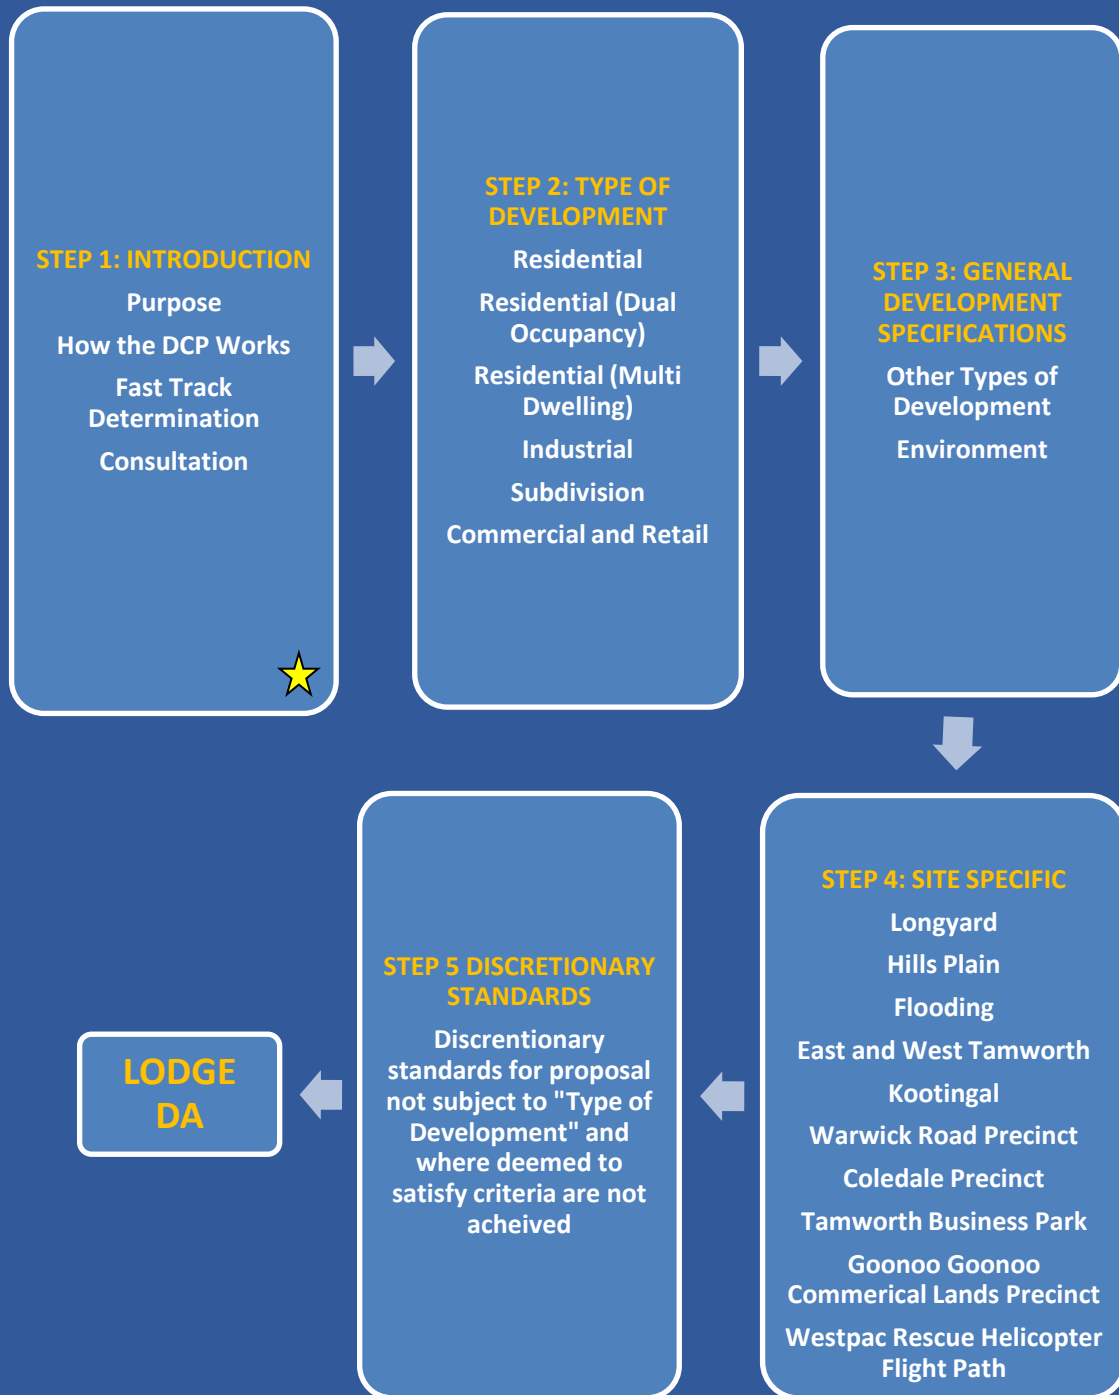 STEP 1: INTRODUCTION
Purpose
How the DCP Works
Fast Track
Determination
Consultation
STEP 2: TYPE OF
DEVELOPMENT
Residential
Residential (Dual
Occupancy)
Residential (Multi
Dwelling)
Industrial
Subdivision
Commercial and Retail
STEP 3: GENERAL
DEVELOPMENT
SPECIFICATIONS
Other Types of
Development
Environment
STEP 4: SITE SPECIFIC
Longyard
Hills Plain
Flooding
East and West Tamworth
Kootingal
Warwick Road Precinct
Coledale Precinct
Tamworth Business Park
Goonoo Goonoo
Commerical Lands Precinct
Westpac Rescue Helicopter
Flight Path
STEP 5 DISCRETIONARY
STANDARDS
Discrentionary
standards for proposal
not subject to "Type of
Development" and
where deemed to
satisfy criteria are not
acheived
LODGE
DA